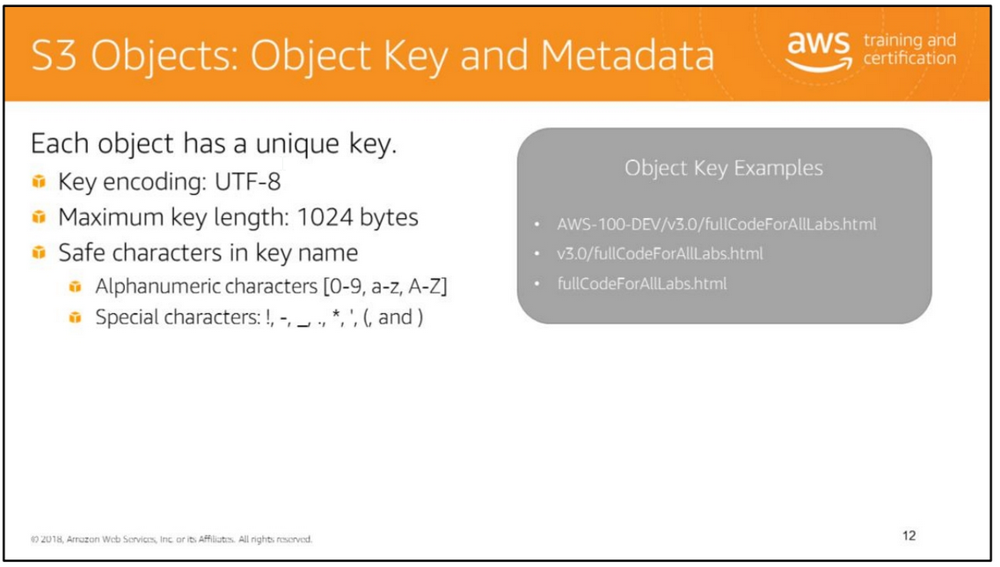 S3 Objects: Object Key and Metadata
aws training and
certification
Each object has a unique key.
Key encoding: UTF-8
Maximum key length: 1024 bytes
Safe characters in key name
Alphanumeric characters [0-9, a-z, A-Z]
Special characters: !, -, _, ., *, ', (, and )
Object Key Examples
• AWS-100-DEV/v3.0/fullCodeForAllLabs.html
• v3.0/fullCodeForAllLabs.html
• fullCodeForAllLabs.html
© 2018, Amazon Web Services, Inc. or its Affiliates. All rights reserved.
12